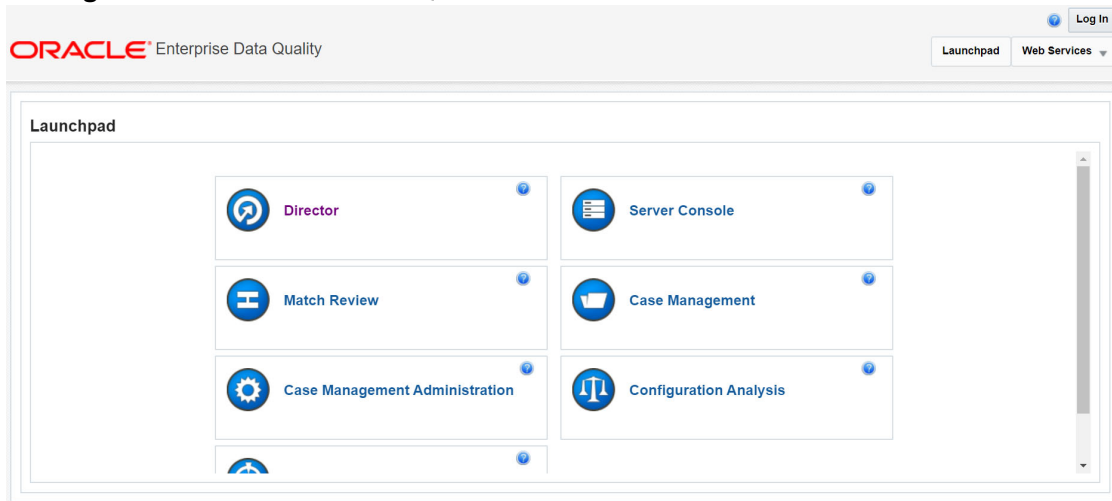 Log In
ORACLE® Enterprise Data Quality
Launchpad Web Services
Launchpad
Director
Server Console
Match Review
Case Management
Case Management Administration
Configuration Analysis